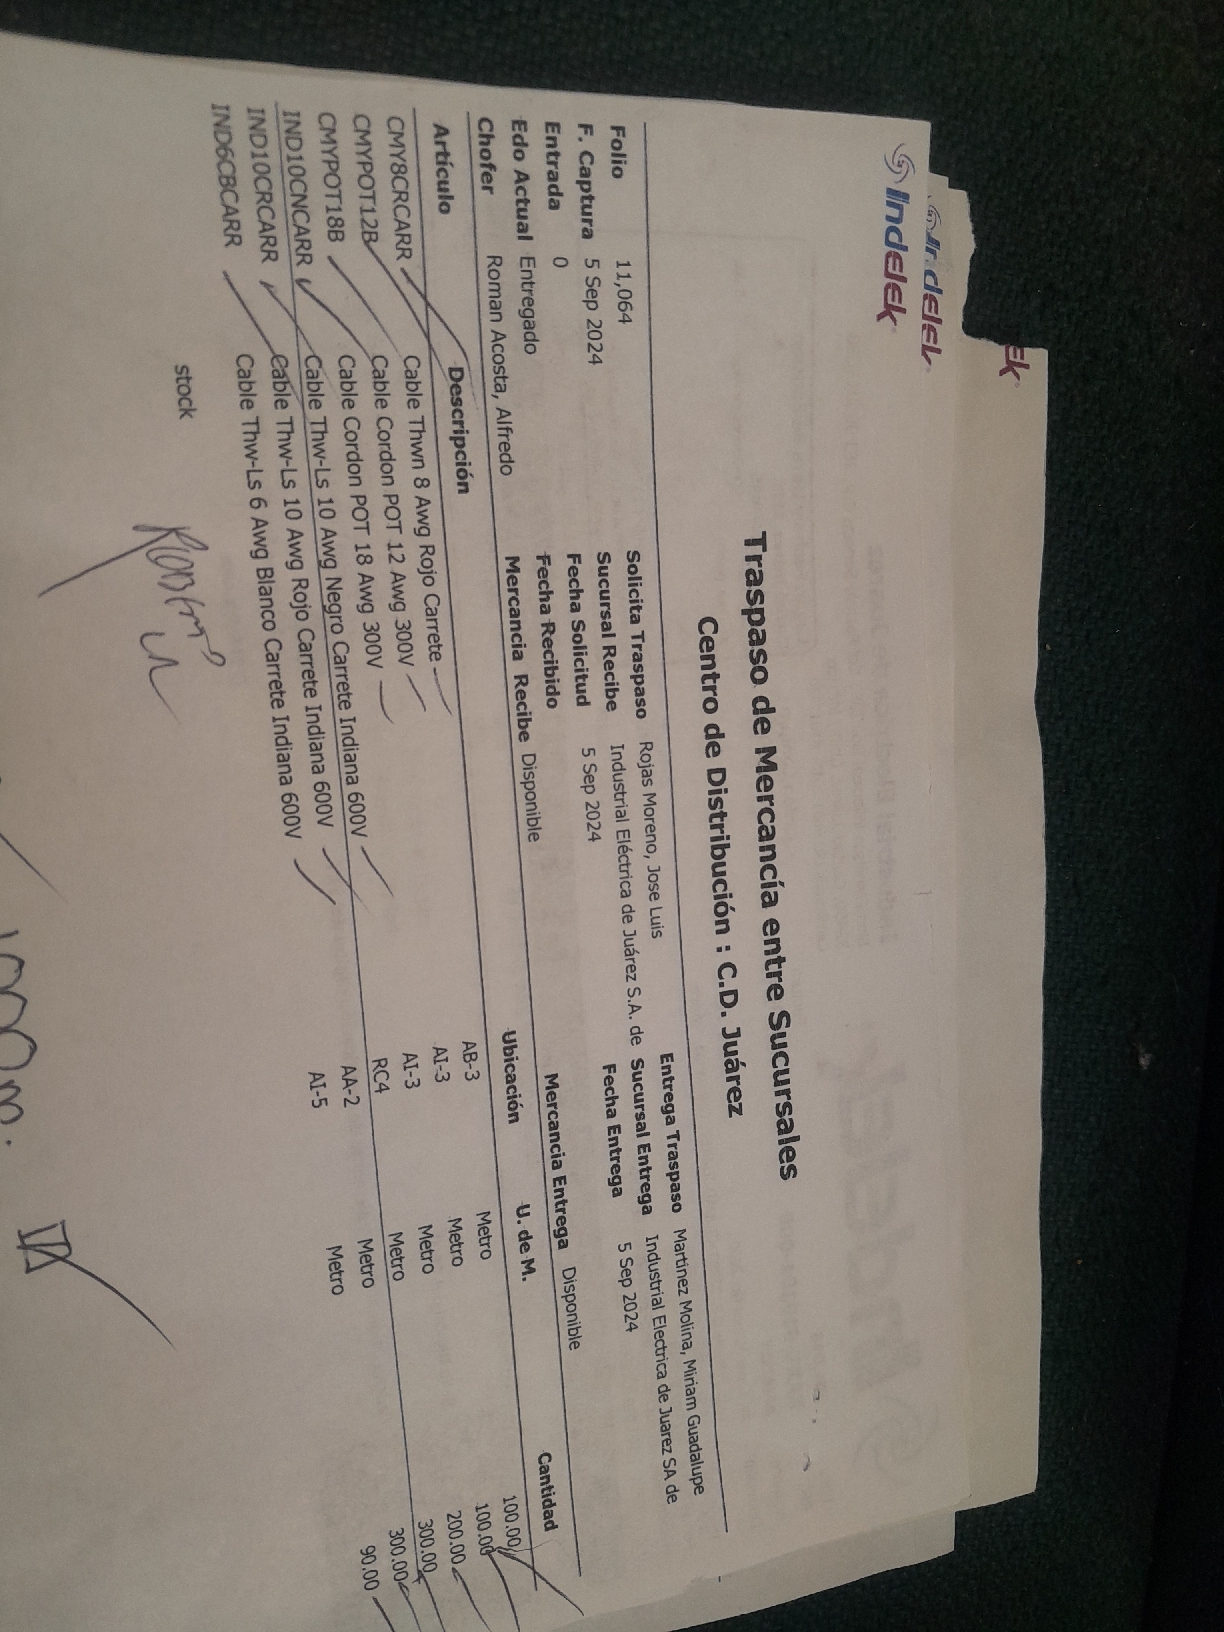 Indelek
Indelek
ek
Traspaso de Mercancía entre Sucursales
Centro de Distribución : C.D. Juárez
Folio 11,064 Solicita Traspaso Rojas Moreno, Jose Luis Entrega Traspaso Martinez Molina, Miriam Guadalupe
F. Captura 5 Sep 2024 Sucursal Recibe Industrial Eléctrica de Juárez S.A. de Sucursal Entrega Industrial Electrica de Juarez SA de
Entrada 0 Fecha Solicitud 5 Sep 2024 Fecha Entrega 5 Sep 2024
Edo Actual Entregado Fecha Recibido
Chofer Roman Acosta, Alfredo Mercancia Recibe Disponible Mercancia Entrega Disponible
Artículo Descripción Ubicación U. de M. Cantidad
CMY8CRCARR Cable Thwn 8 Awg Rojo Carrete AB-3 Metro 100.00
CMYPOT12B Cable Cordon POT 12 Awg 300V AI-3 Metro 100.00
CMYPOT18B Cable Cordon POT 18 Awg 300V AI-3 Metro 200.00
IND10CNCARR Cable Thw-Ls 10 Awg Negro Carrete Indiana 600V RC4 Metro 300.00
IND10CRCARR Cable Thw-Ls 10 Awg Rojo Carrete Indiana 600V AA-2 Metro 300.00
IND6CBCARR Cable Thw-Ls 6 Awg Blanco Carrete Indiana 600V AI-5 Metro 90.00
stock